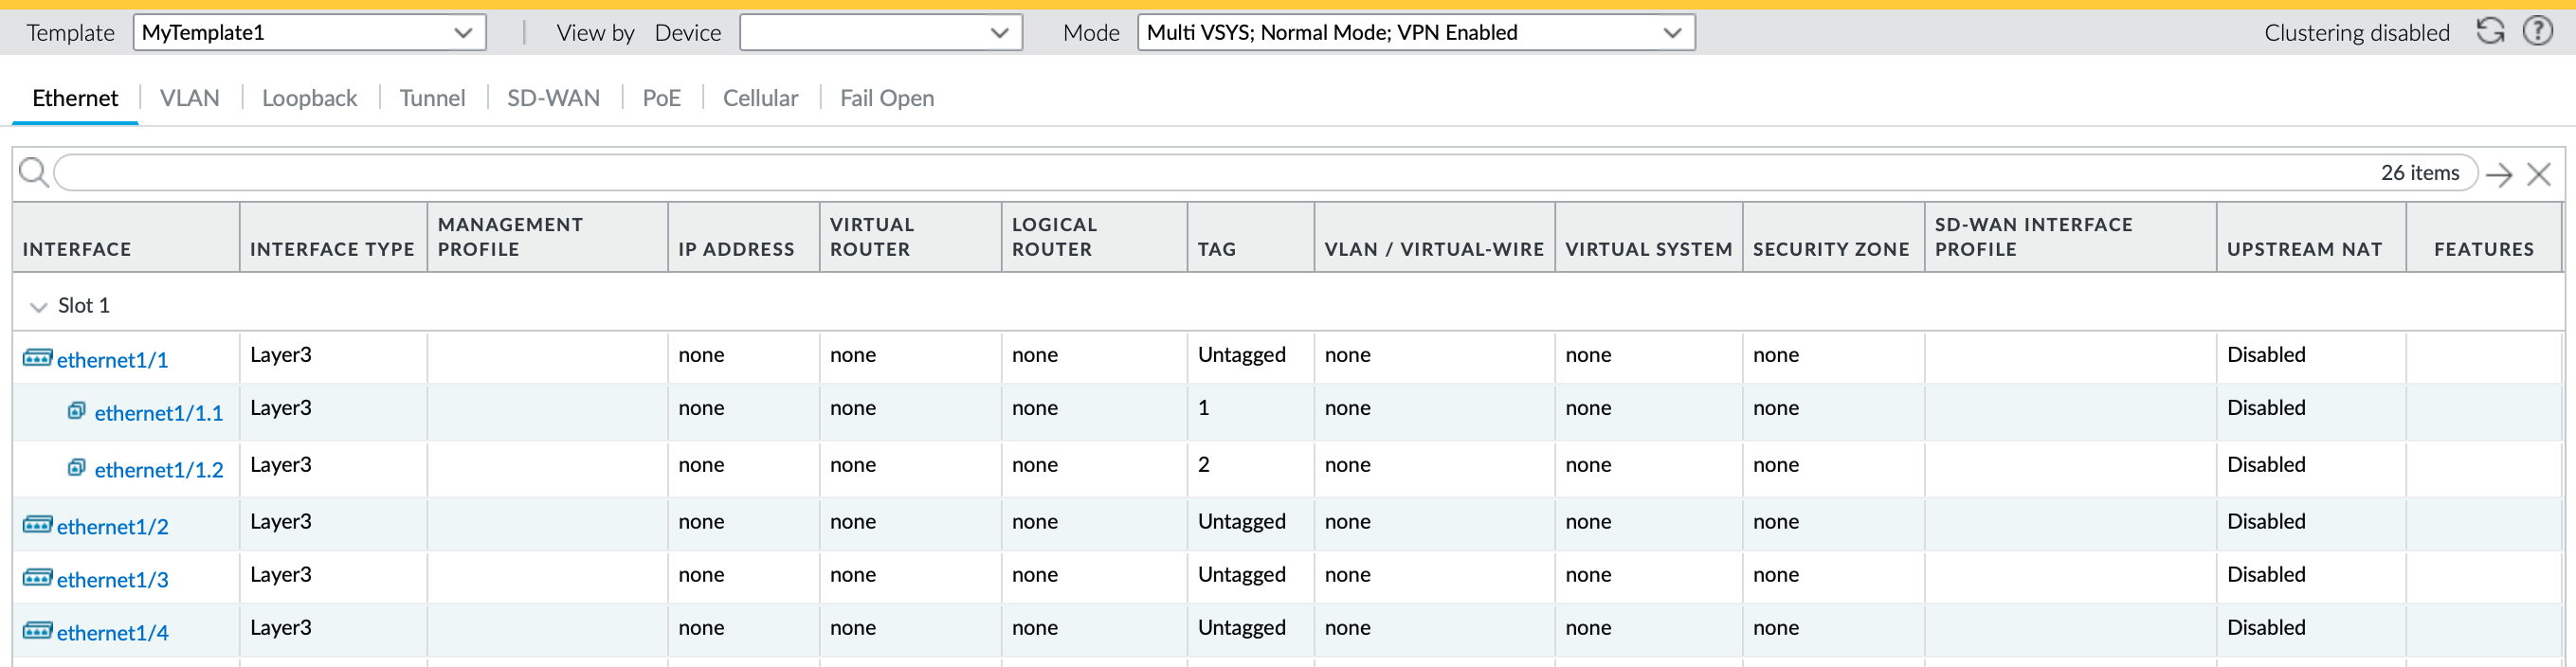 Template MyTemplate1 View by Device Mode Multi VSYS; Normal Mode; VPN Enabled Clustering disabled
Ethernet VLAN Loopback Tunnel SD-WAN PoE Cellular Fail Open
26 items
INTERFACE INTERFACE TYPE MANAGEMENT PROFILE IP ADDRESS VIRTUAL ROUTER LOGICAL ROUTER TAG VLAN / VIRTUAL-WIRE VIRTUAL SYSTEM SECURITY ZONE SD-WAN INTERFACE PROFILE UPSTREAM NAT FEATURES
Slot 1
ethernet1/1 Layer3 none none none Untagged none none none Disabled
ethernet1/1.1 Layer3 none none none 1 none none none Disabled
ethernet1/1.2 Layer3 none none none 2 none none none Disabled
ethernet1/2 Layer3 none none none Untagged none none none Disabled
ethernet1/3 Layer3 none none none Untagged none none none Disabled
ethernet1/4 Layer3 none none none Untagged none none none Disabled